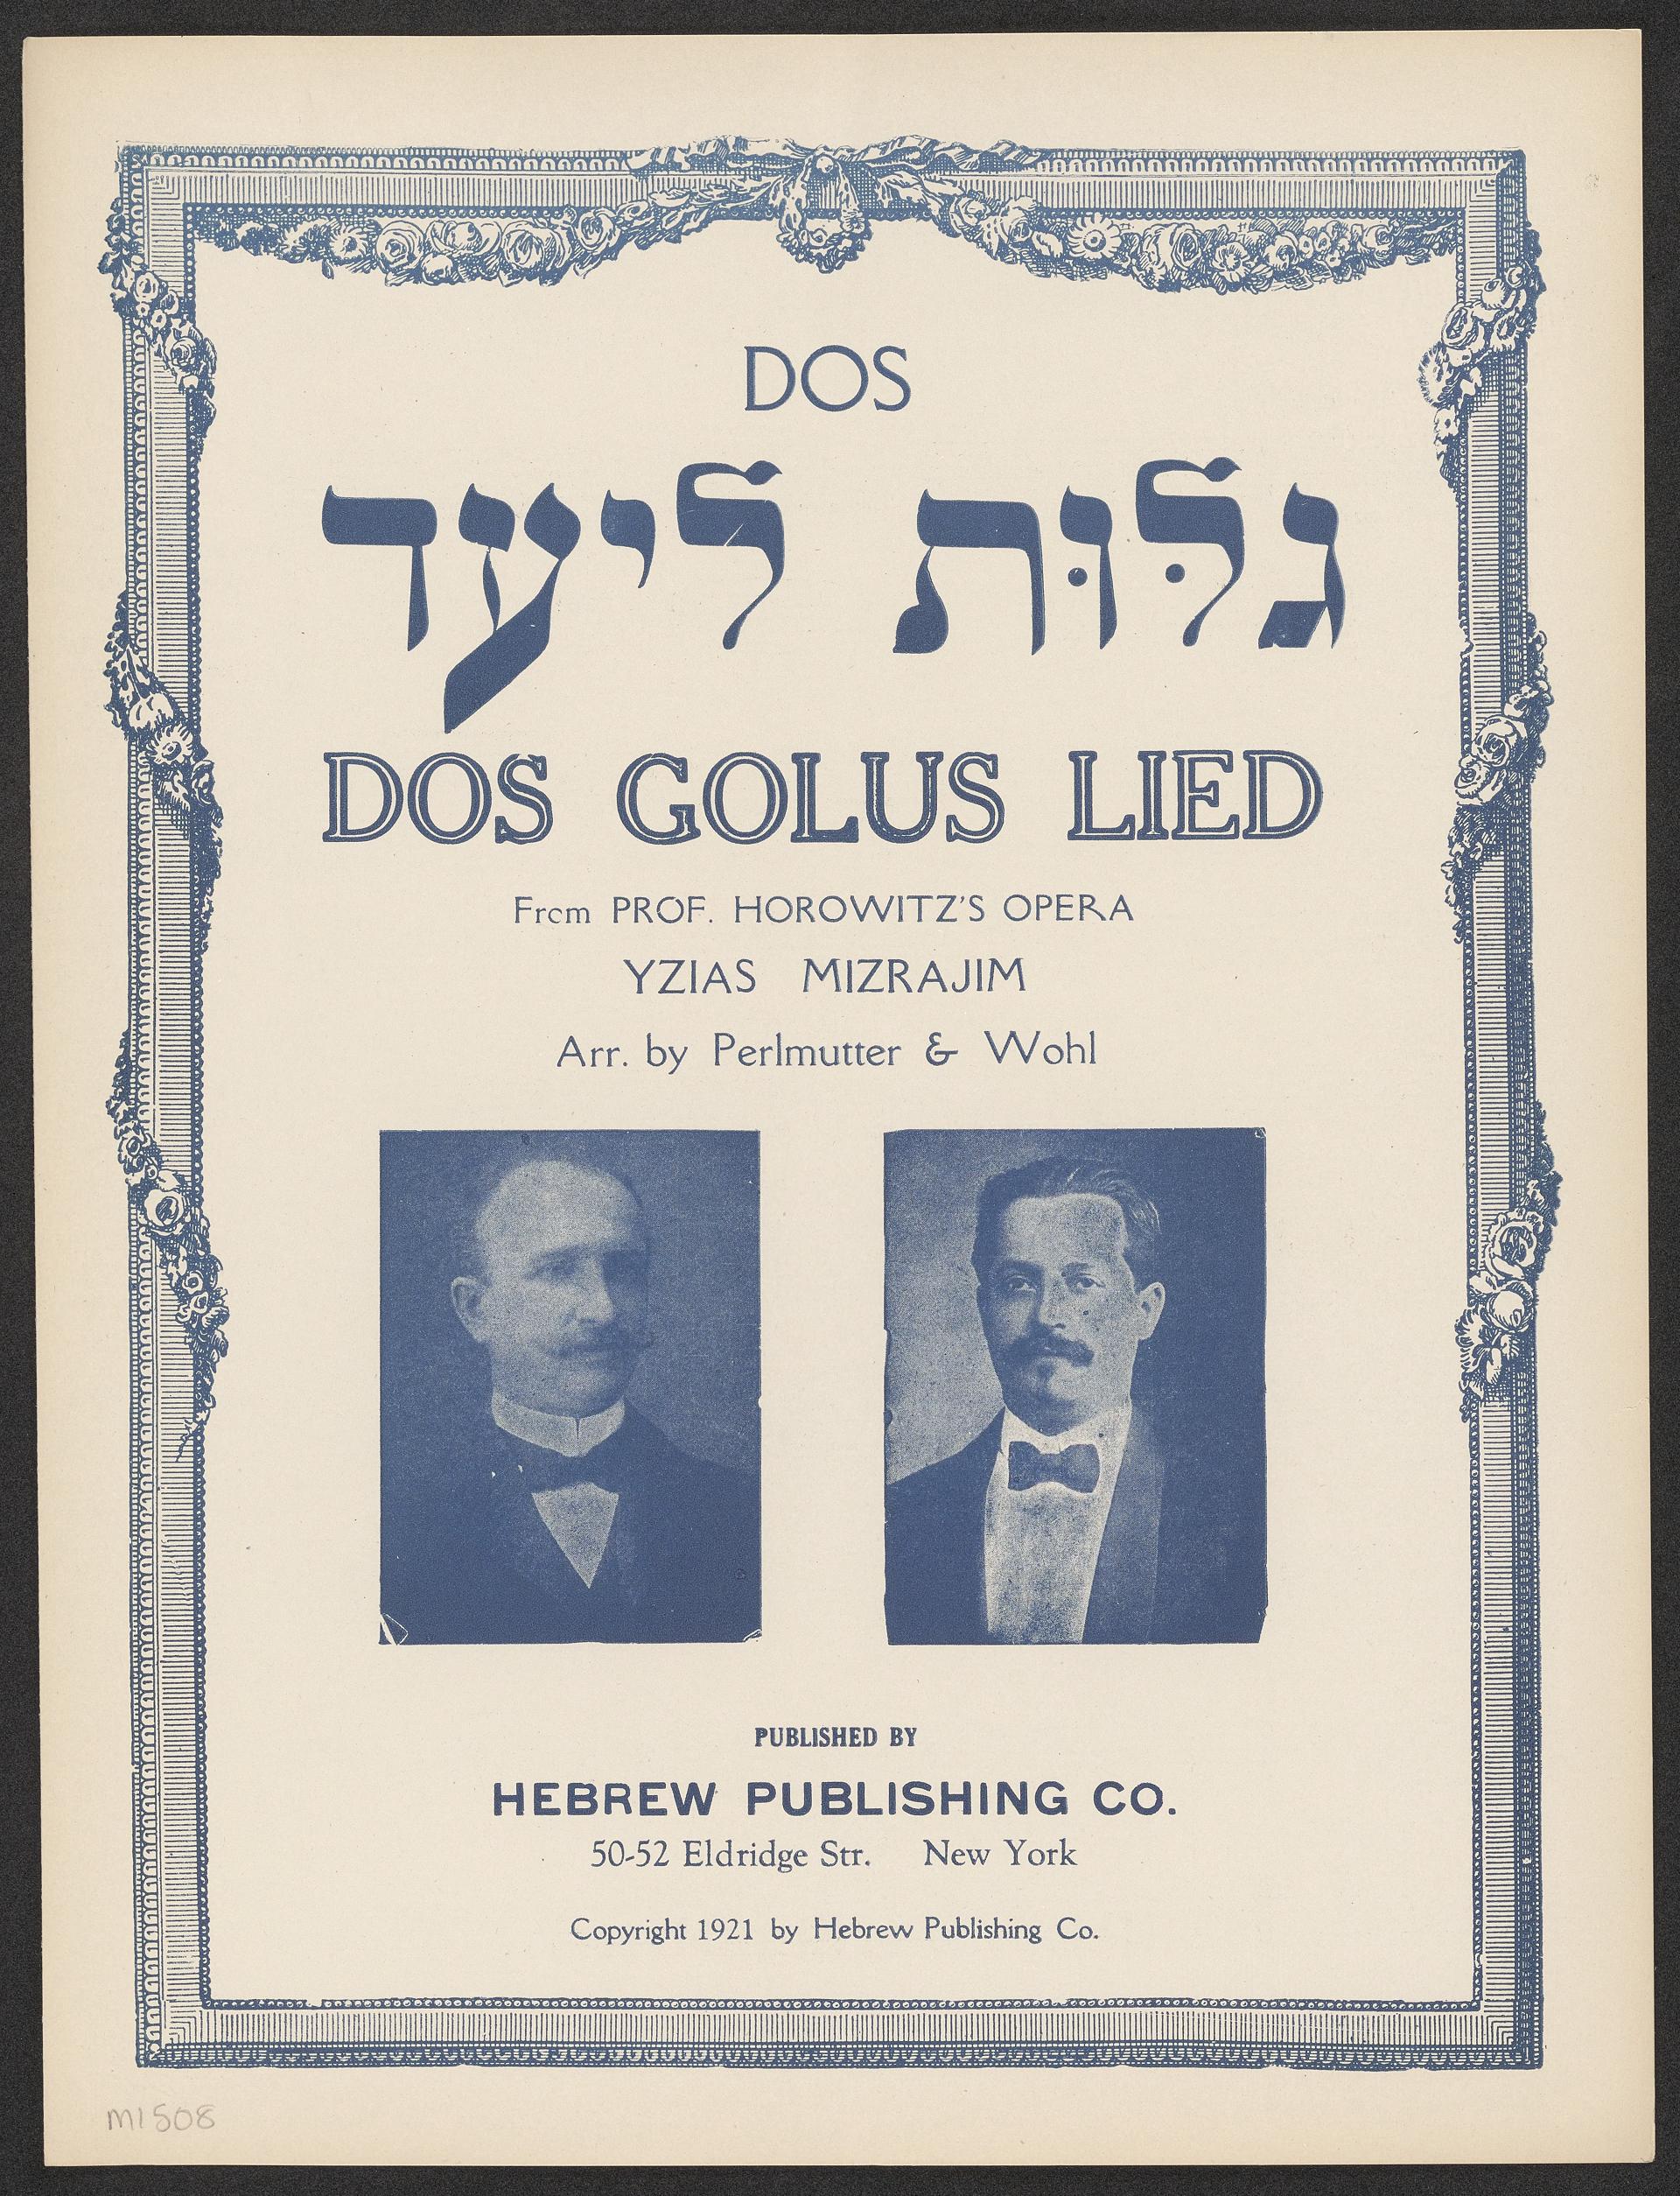 DOS
גלּוּת ליעד
DOS GOLUS LIED
From PROF. HOROWITZ'S OPERA
YZIAS MIZRAJIM
Arr. by Perlmutter & Wohl
PUBLISHED BY
HEBREW PUBLISHING CO.
50-52 Eldridge Str. New York
Copyright 1921 by Hebrew Publishing Co.
M1508